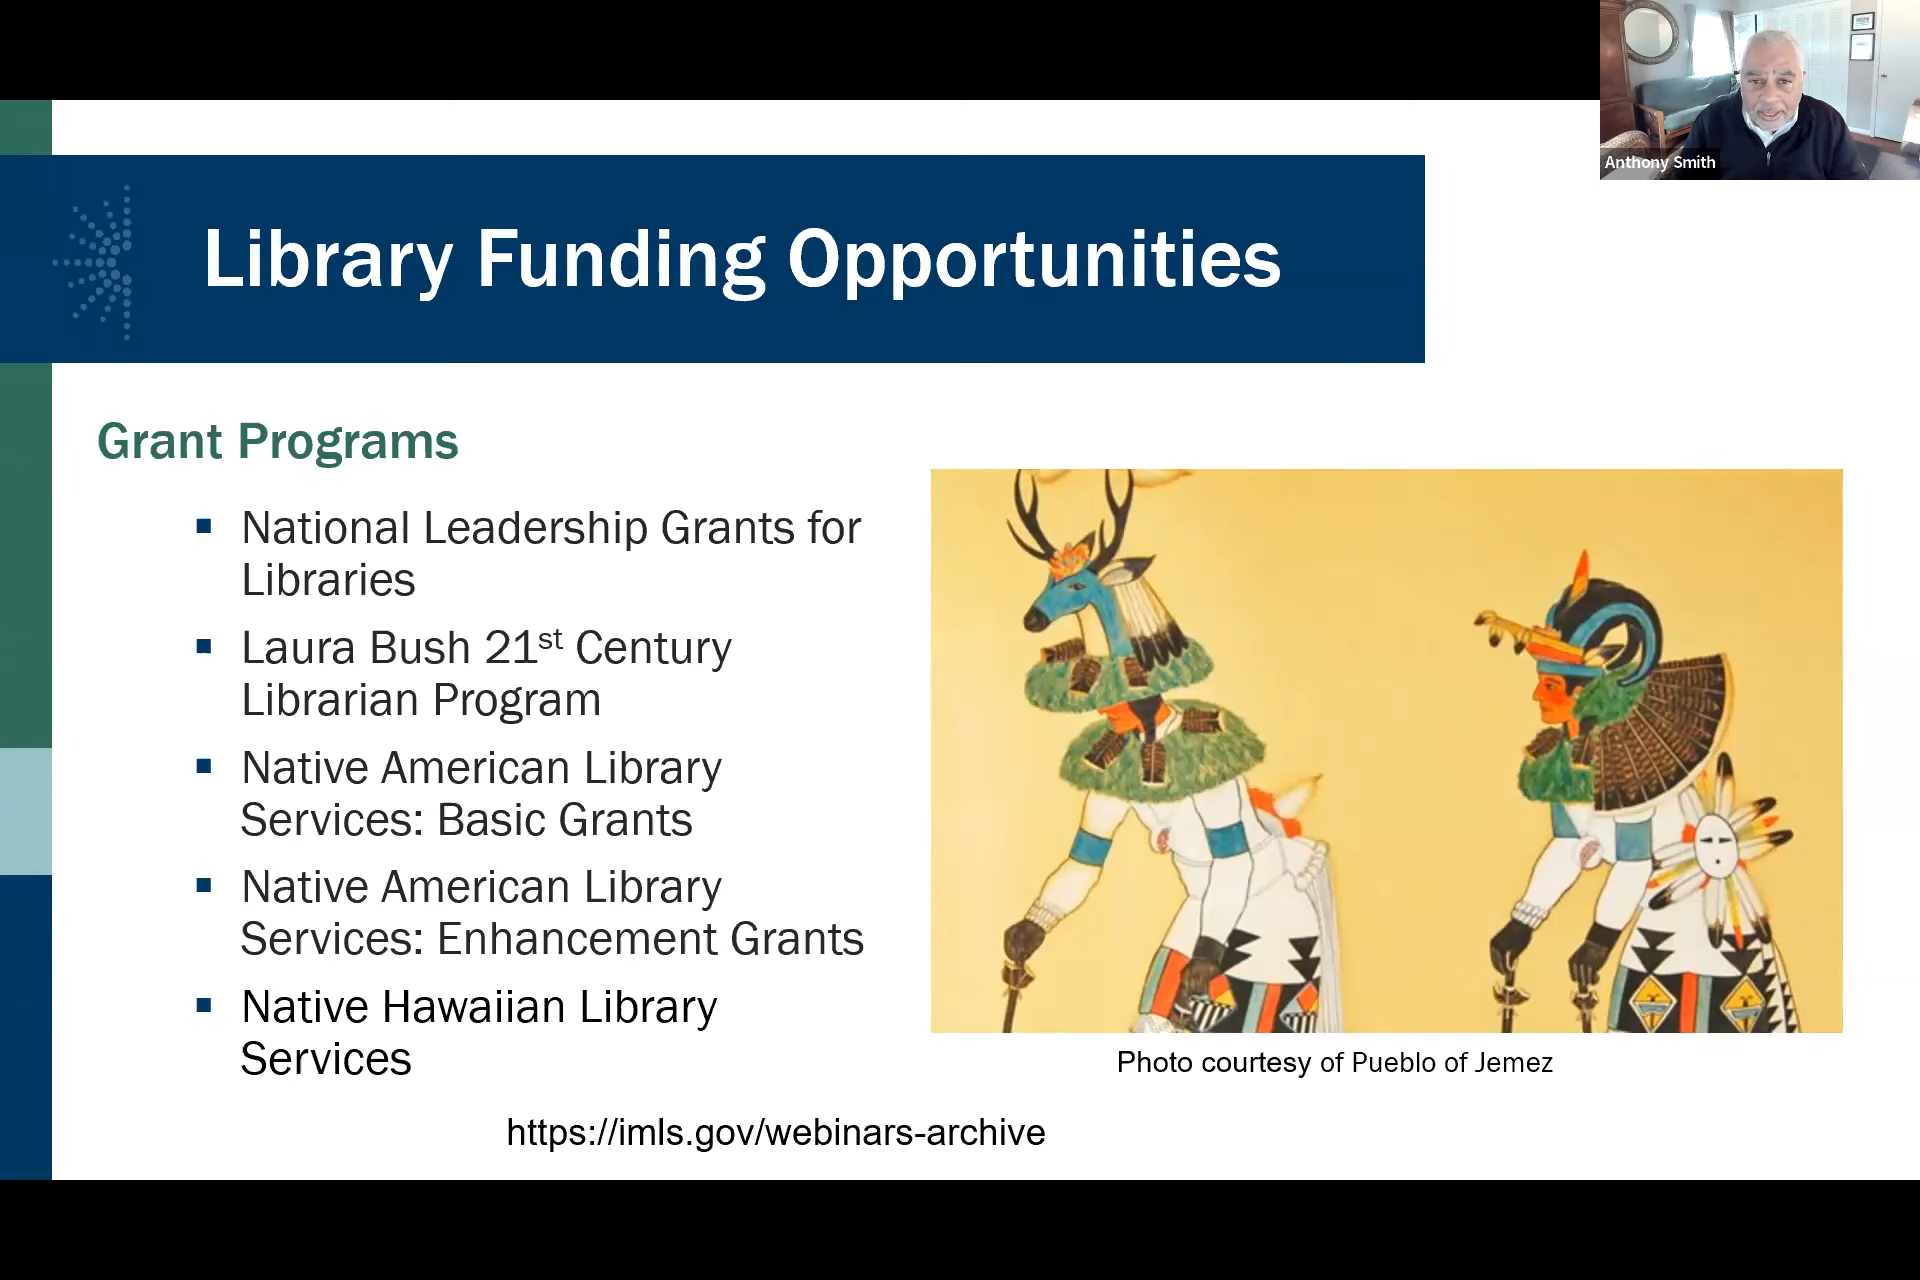 Anthony Smith
Library Funding Opportunities
Grant Programs
▪ National Leadership Grants for
Libraries
▪ Laura Bush 21st Century
Librarian Program
▪ Native American Library
Services: Basic Grants
▪ Native American Library
Services: Enhancement Grants
▪ Native Hawaiian Library
Services
Photo courtesy of Pueblo of Jemez
https://imls.gov/webinars-archive